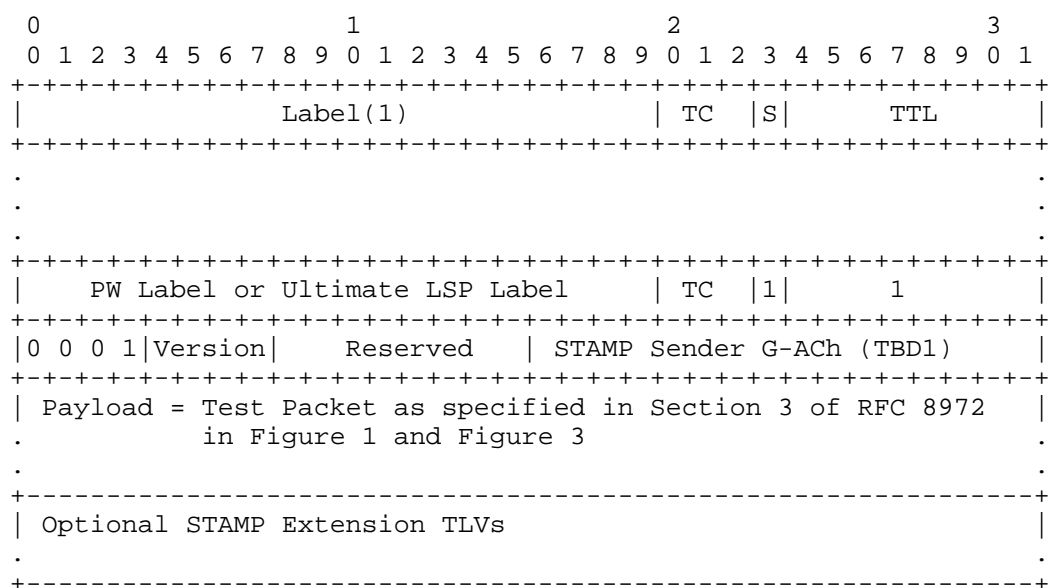 0                   1                   2                   3
 0 1 2 3 4 5 6 7 8 9 0 1 2 3 4 5 6 7 8 9 0 1 2 3 4 5 6 7 8 9 0 1
+-+-+-+-+-+-+-+-+-+-+-+-+-+-+-+-+-+-+-+-+-+-+-+-+-+-+-+-+-+-+-+-+
|                Label(1)               | TC  |S|      TTL      |
+-+-+-+-+-+-+-+-+-+-+-+-+-+-+-+-+-+-+-+-+-+-+-+-+-+-+-+-+-+-+-+-+
.                                                               .
.                                                               .
.                                                               .
+-+-+-+-+-+-+-+-+-+-+-+-+-+-+-+-+-+-+-+-+-+-+-+-+-+-+-+-+-+-+-+-+
|    PW Label or Ultimate LSP Label     | TC  |1|      1        |
+-+-+-+-+-+-+-+-+-+-+-+-+-+-+-+-+-+-+-+-+-+-+-+-+-+-+-+-+-+-+-+-+
|0 0 0 1|Version|    Reserved   | STAMP Sender G-ACh (TBD1)     |
+-+-+-+-+-+-+-+-+-+-+-+-+-+-+-+-+-+-+-+-+-+-+-+-+-+-+-+-+-+-+-+-+
| Payload = Test Packet as specified in Section 3 of RFC 8972   |
.           in Figure 1 and Figure 3                            .
.                                                               .
+---------------------------------------------------------------+
| Optional STAMP Extension TLVs                                 |
.                                                               .
+---------------------------------------------------------------+